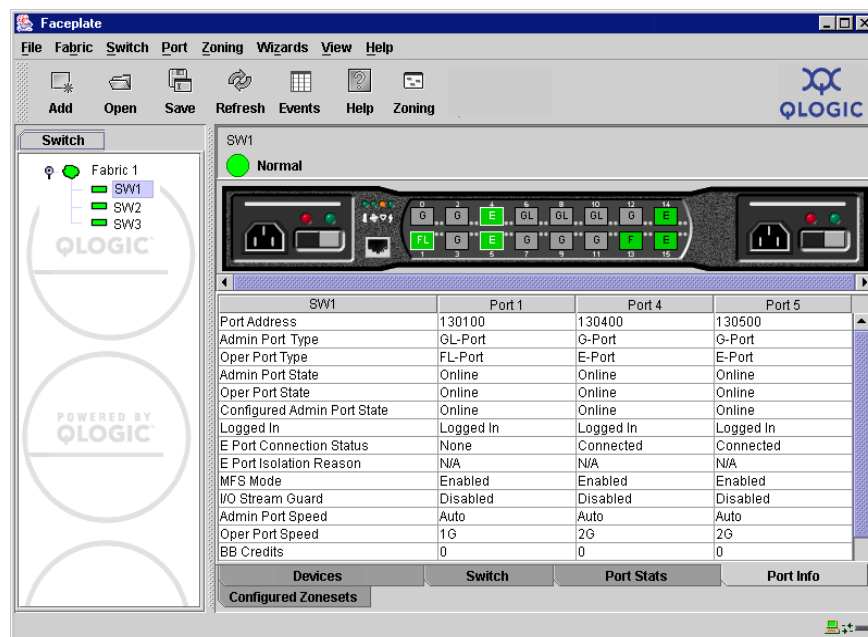 Faceplate
File Fabric Switch Port Zoning Wizards View Help
Add Open Save Refresh Events Help Zoning
QLOGIC
Switch
Fabric 1
SW1
SW2
SW3
QLOGIC
POWERED BY
QLOGIC
SW1
Normal
0 2 4 6 8 10 12 14
G G E GL GL GL G E
FL G E G G G F E
1 3 5 7 9 11 13 15
SW1 Port 1 Port 4 Port 5
Port Address 130100 130400 130500
Admin Port Type GL-Port G-Port G-Port
Oper Port Type FL-Port E-Port E-Port
Admin Port State Online Online Online
Oper Port State Online Online Online
Configured Admin Port State Online Online Online
Logged In Logged In Logged In Logged In
E Port Connection Status None Connected Connected
E Port Isolation Reason N/A N/A N/A
MFS Mode Enabled Enabled Enabled
I/O Stream Guard Disabled Disabled Disabled
Admin Port Speed Auto Auto Auto
Oper Port Speed 1G 2G 2G
BB Credits 0 0 0
Devices Switch Port Stats Port Info
Configured Zonesets